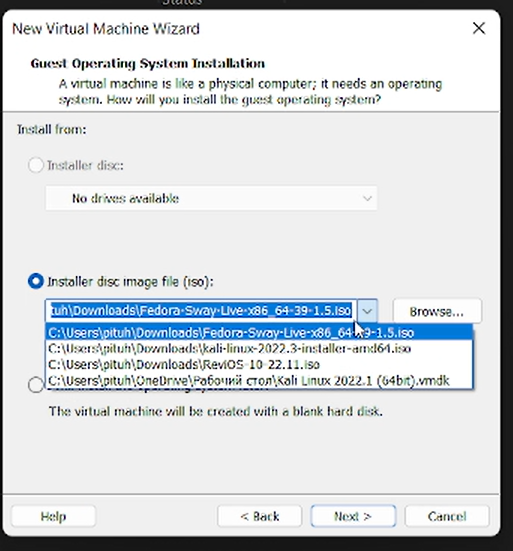 Status
New Virtual Machine Wizard
Guest Operating System Installation
A virtual machine is like a physical computer; it needs an operating
system. How will you install the guest operating system?
Install from:
Installer disc:
No drives available
Installer disc image file (iso):
tuh\Downloads\Fedora-Sway-Live-x86_64-39-1.5.iso
Browse...
C:\Users\pituh\Downloads\Fedora-Sway-Live-x86_64-39-1.5.iso
C:\Users\pituh\Downloads\kali-linux-2022.3-installer-amd64.iso
C:\Users\pituh\Downloads\ReviOS-10-22.11.iso
C:\Users\pituh\OneDrive\Рабочий стол\Kali Linux 2022.1 (64bit).vmdk
The virtual machine will be created with a blank hard disk.
Help
< Back
Next >
Cancel